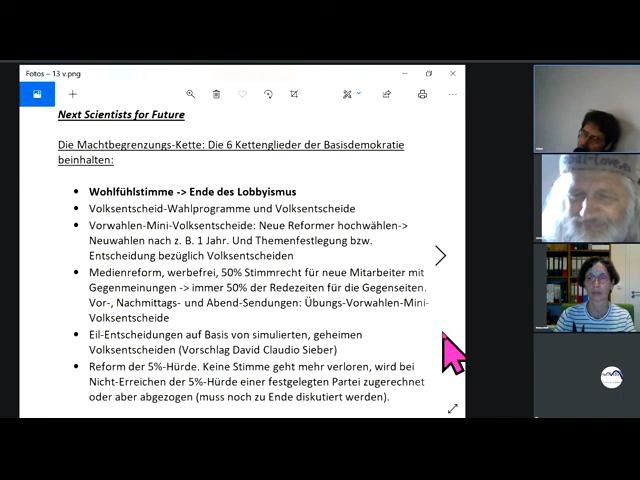 Fotos – 13 v.png
Next Scientists for Future
Die Machtbegrenzungs-Kette: Die 6 Kettenglieder der Basisdemokratie
beinhalten:
Wohlfühlstimme -> Ende des Lobbyismus
Volksentscheid-Wahlprogramme und Volksentscheide
Vorwahlen-Mini-Volksentscheide: Neue Reformer hochwählen->
Neuwahlen nach z. B. 1 Jahr. Und Themenfestlegung bzw.
Entscheidung bezüglich Volksentscheiden
Medienreform, werbefrei, 50% Stimmrecht für neue Mitarbeiter mit
Gegenmeinungen -> immer 50% der Redezeiten für die Gegenseiten.
Vor-, Nachmittags- und Abend-Sendungen: Übungs-Vorwahlen-Mini-
Volksentscheide
Eil-Entscheidungen auf Basis von simulierten, geheimen
Volksentscheiden (Vorschlag David Claudio Sieber)
Reform der 5%-Hürde. Keine Stimme geht mehr verloren, wird bei
Nicht-Erreichen der 5%-Hürde einer festgelegten Partei zugerechnet
oder aber abgezogen (muss noch zu Ende diskutiert werden).